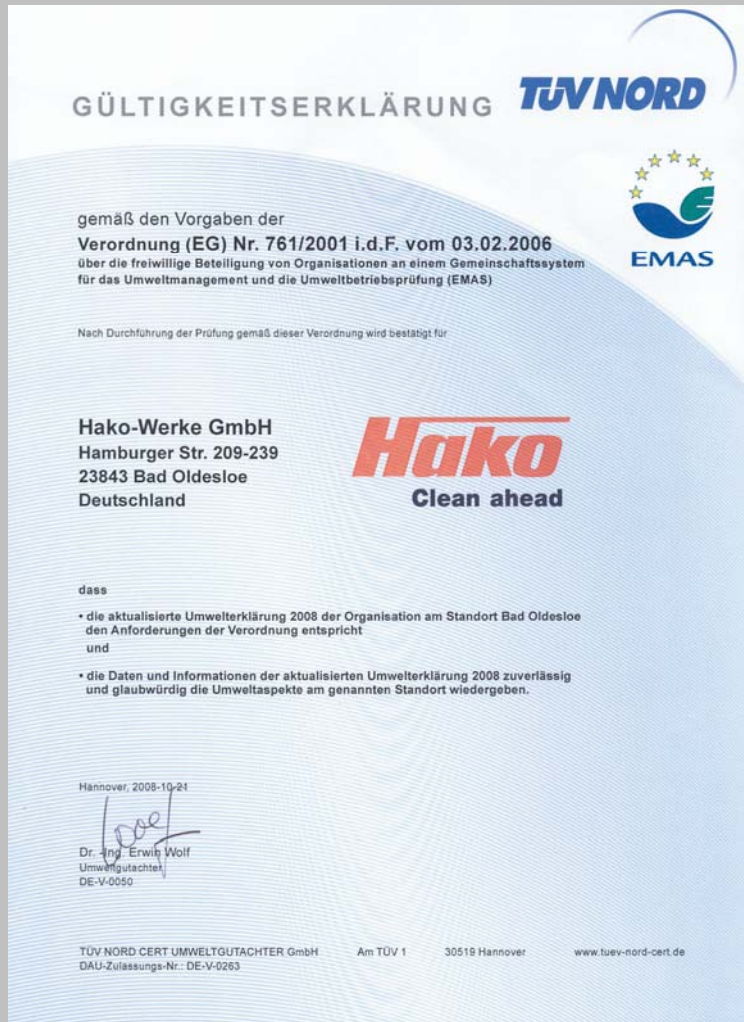 GÜLTIGKEITSERKLÄRUNG
TÜV NORD
EMAS
gemäß den Vorgaben der
Verordnung (EG) Nr. 761/2001 i.d.F. vom 03.02.2006
über die freiwillige Beteiligung von Organisationen an einem Gemeinschaftssystem
für das Umweltmanagement und die Umweltbetriebsprüfung (EMAS)
Nach Durchführung der Prüfung gemäß dieser Verordnung wird bestätigt für
Hako-Werke GmbH
Hamburger Str. 209-239
23843 Bad Oldesloe
Deutschland
Hako
Clean ahead
dass
• die aktualisierte Umwelterklärung 2008 der Organisation am Standort Bad Oldesloe
den Anforderungen der Verordnung entspricht
und
• die Daten und Informationen der aktualisierten Umwelterklärung 2008 zuverlässig
und glaubwürdig die Umweltaspekte am genannten Standort wiedergeben.
Hannover, 2008-10-21
Dr. -Ing. Erwin Wolf
Umweltgutachter
DE-V-0050
TÜV NORD CERT UMWELTGUTACHTER GmbH Am TÜV 1 30519 Hannover www.tuev-nord-cert.de
DAU-Zulassungs-Nr.: DE-V-0263